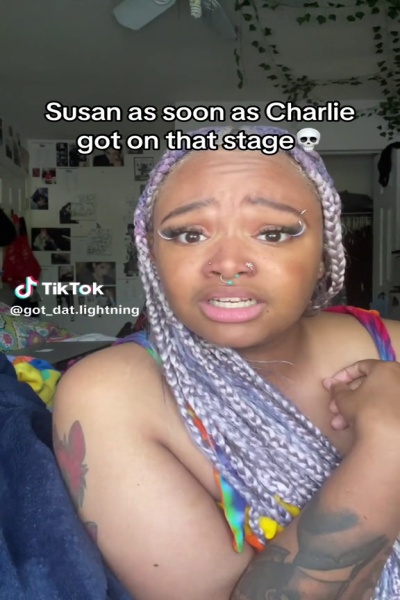 Susan as soon as Charlie
got on that stage💀
TikTok
@got_dat.lightning